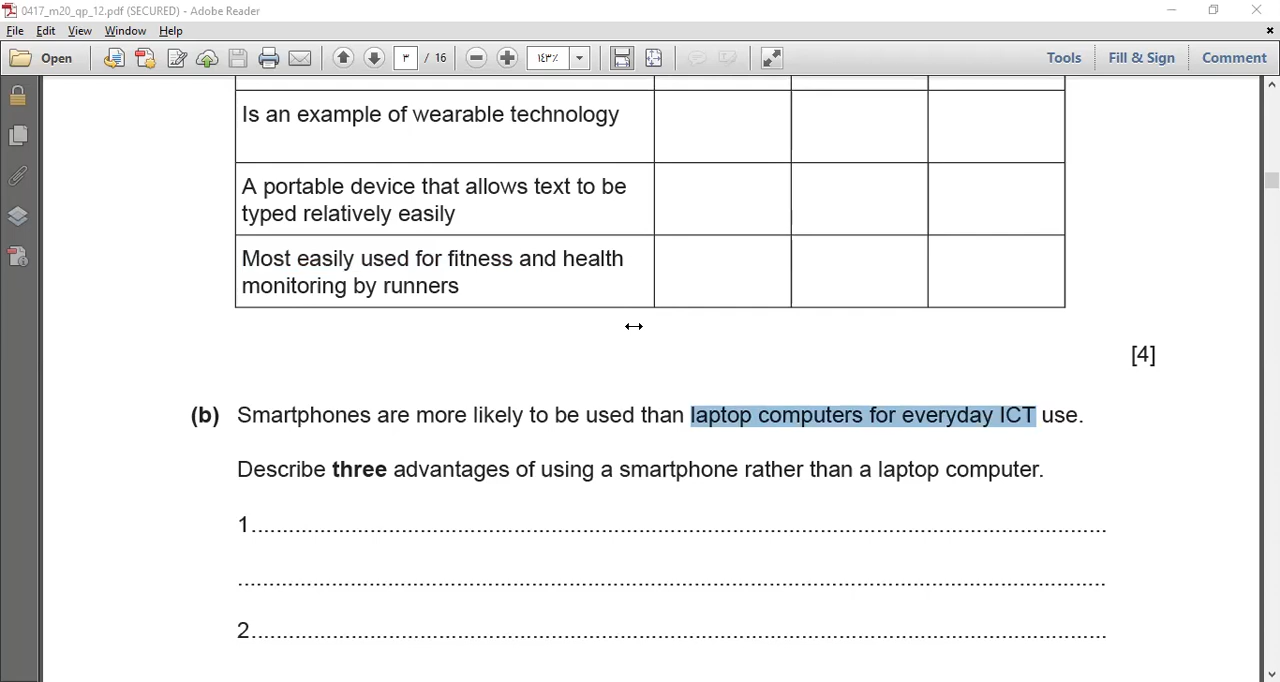 0417_m20_qp_12.pdf (SECURED) - Adobe Reader
File Edit View Window Help
Open ٣ / 16 ١٤٣٪ Tools Fill & Sign Comment
Is an example of wearable technology
A portable device that allows text to be
typed relatively easily
Most easily used for fitness and health
monitoring by runners
[4]
(b) Smartphones are more likely to be used than laptop computers for everyday ICT use.
Describe three advantages of using a smartphone rather than a laptop computer.
1..........................................................................................................
..........................................................................................................
2..........................................................................................................